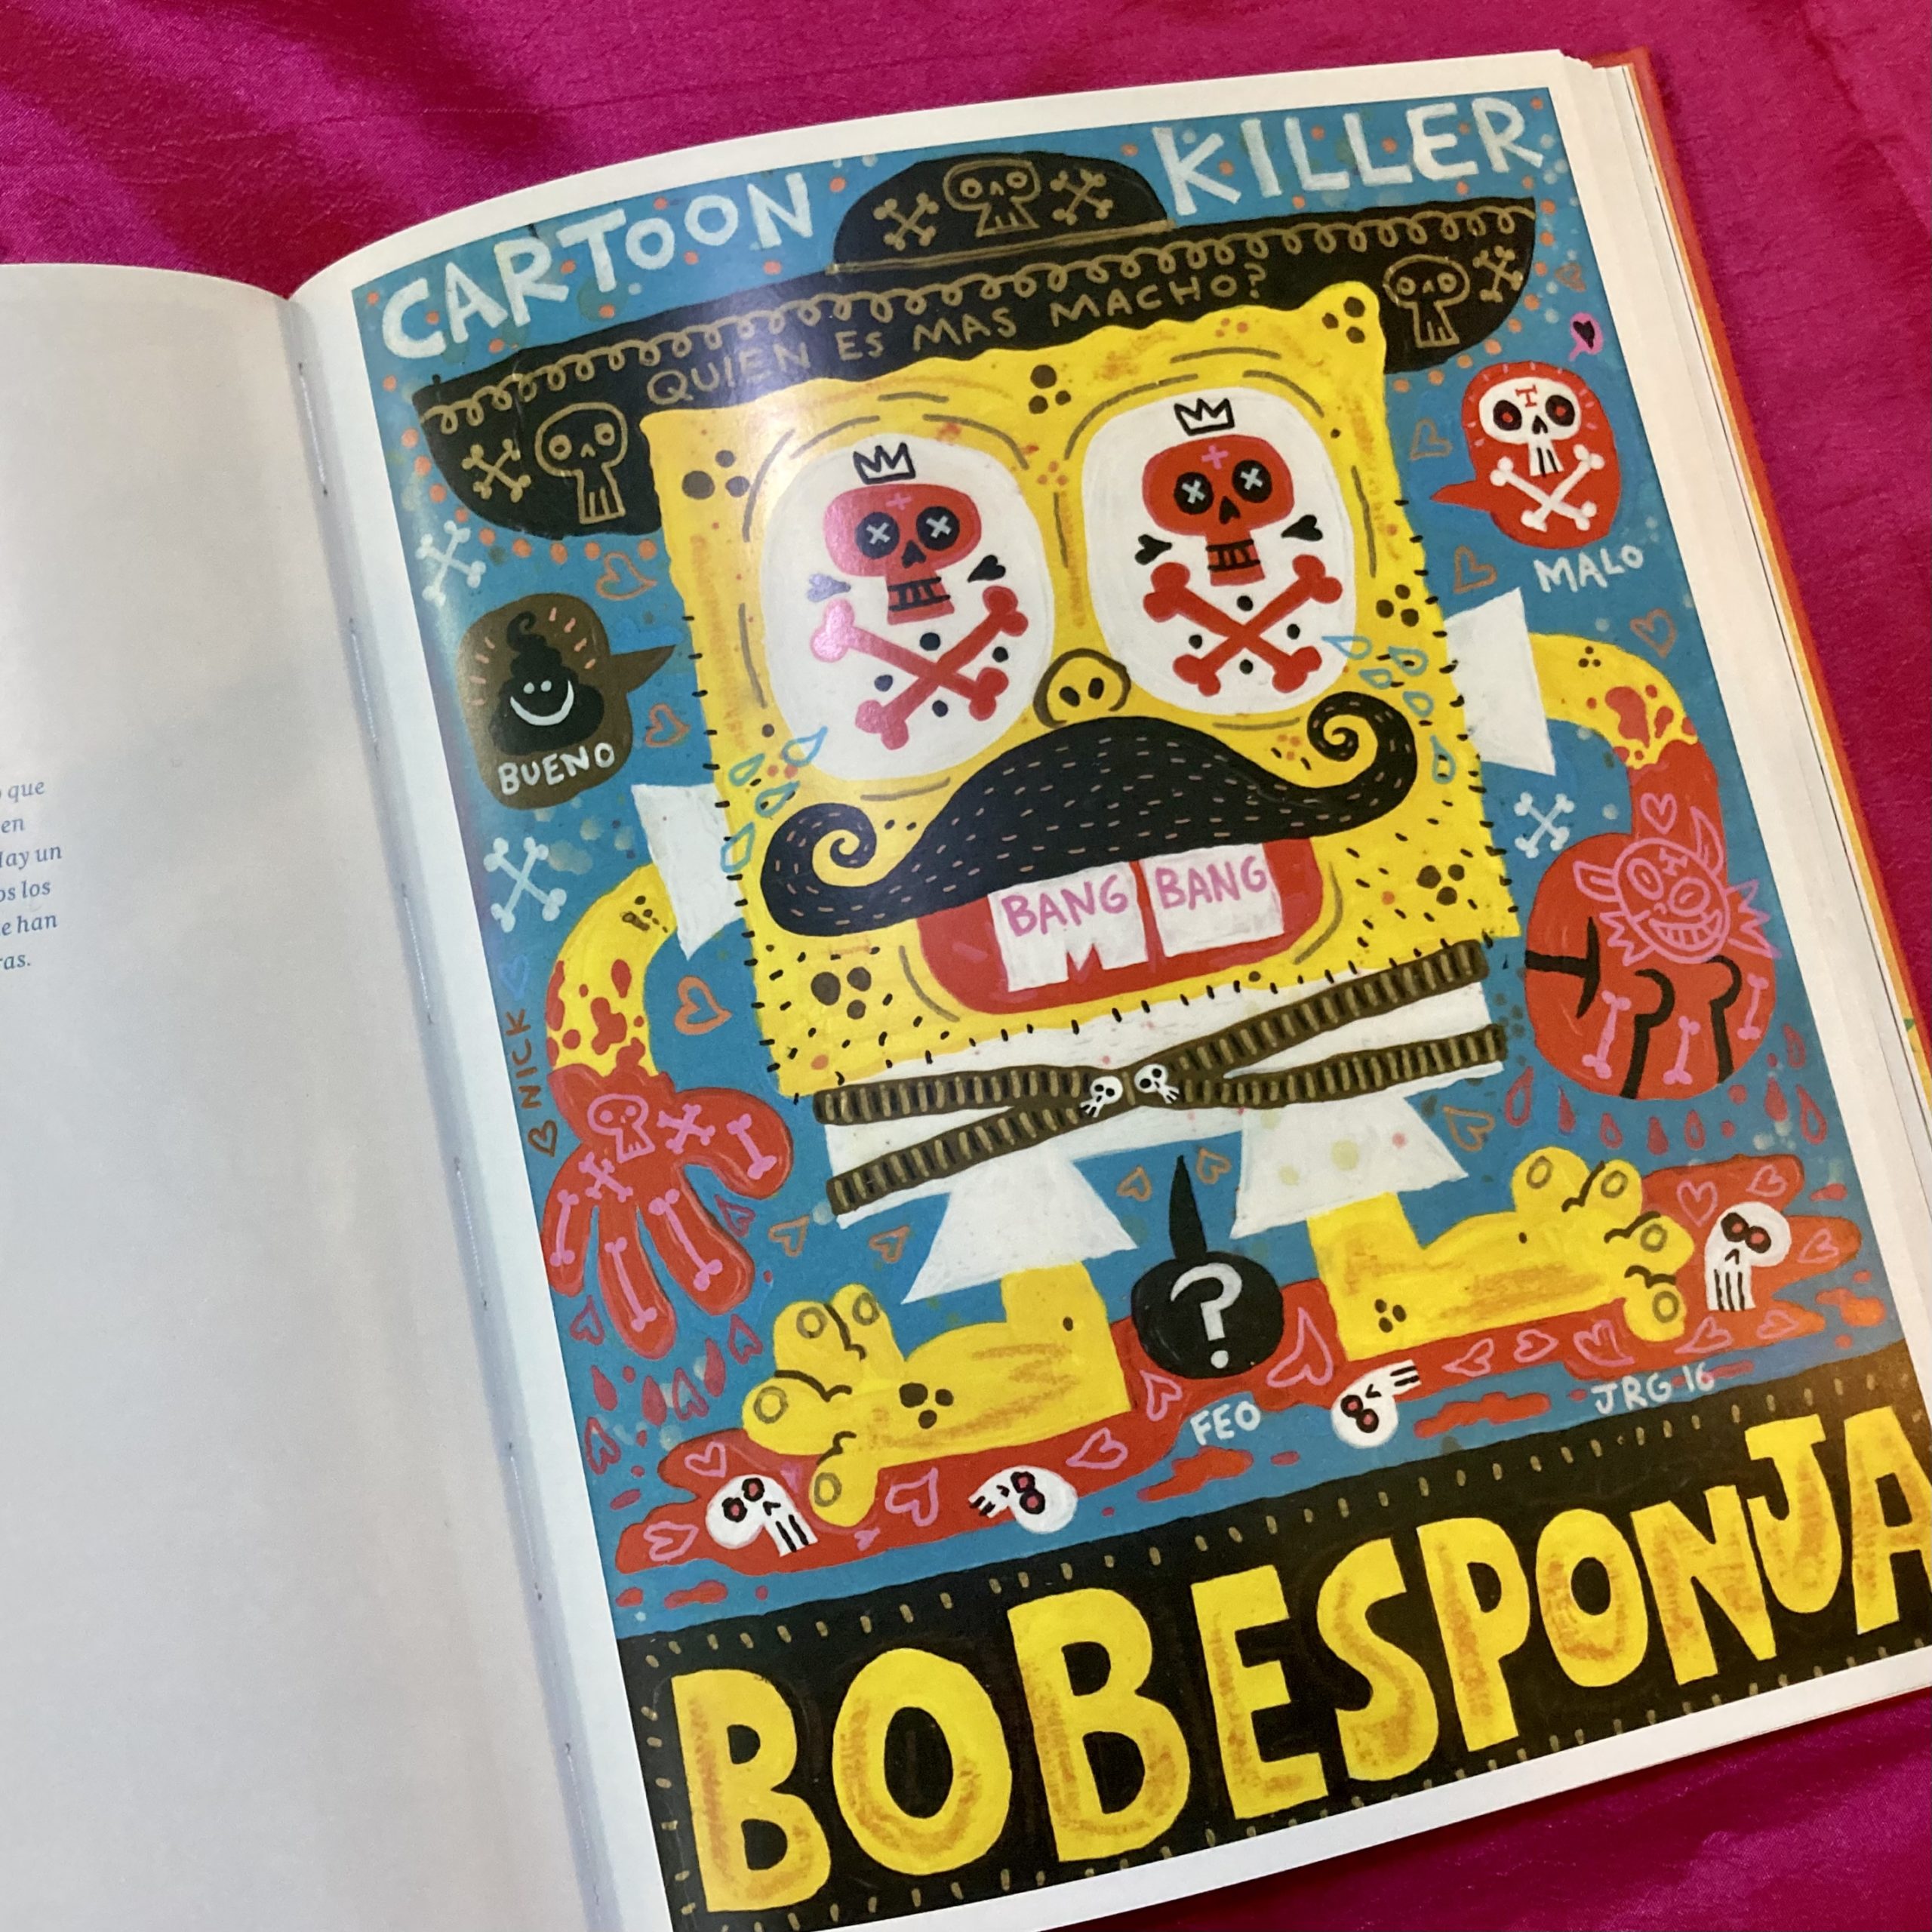 que
en
un
os los
e han
ras.
CARTOON KILLER
QUIEN ES MAS MACHO?
T
MALO
BUENO
BANG BANG
NICK
?
FEO
JRG 16
BOBESPONJA